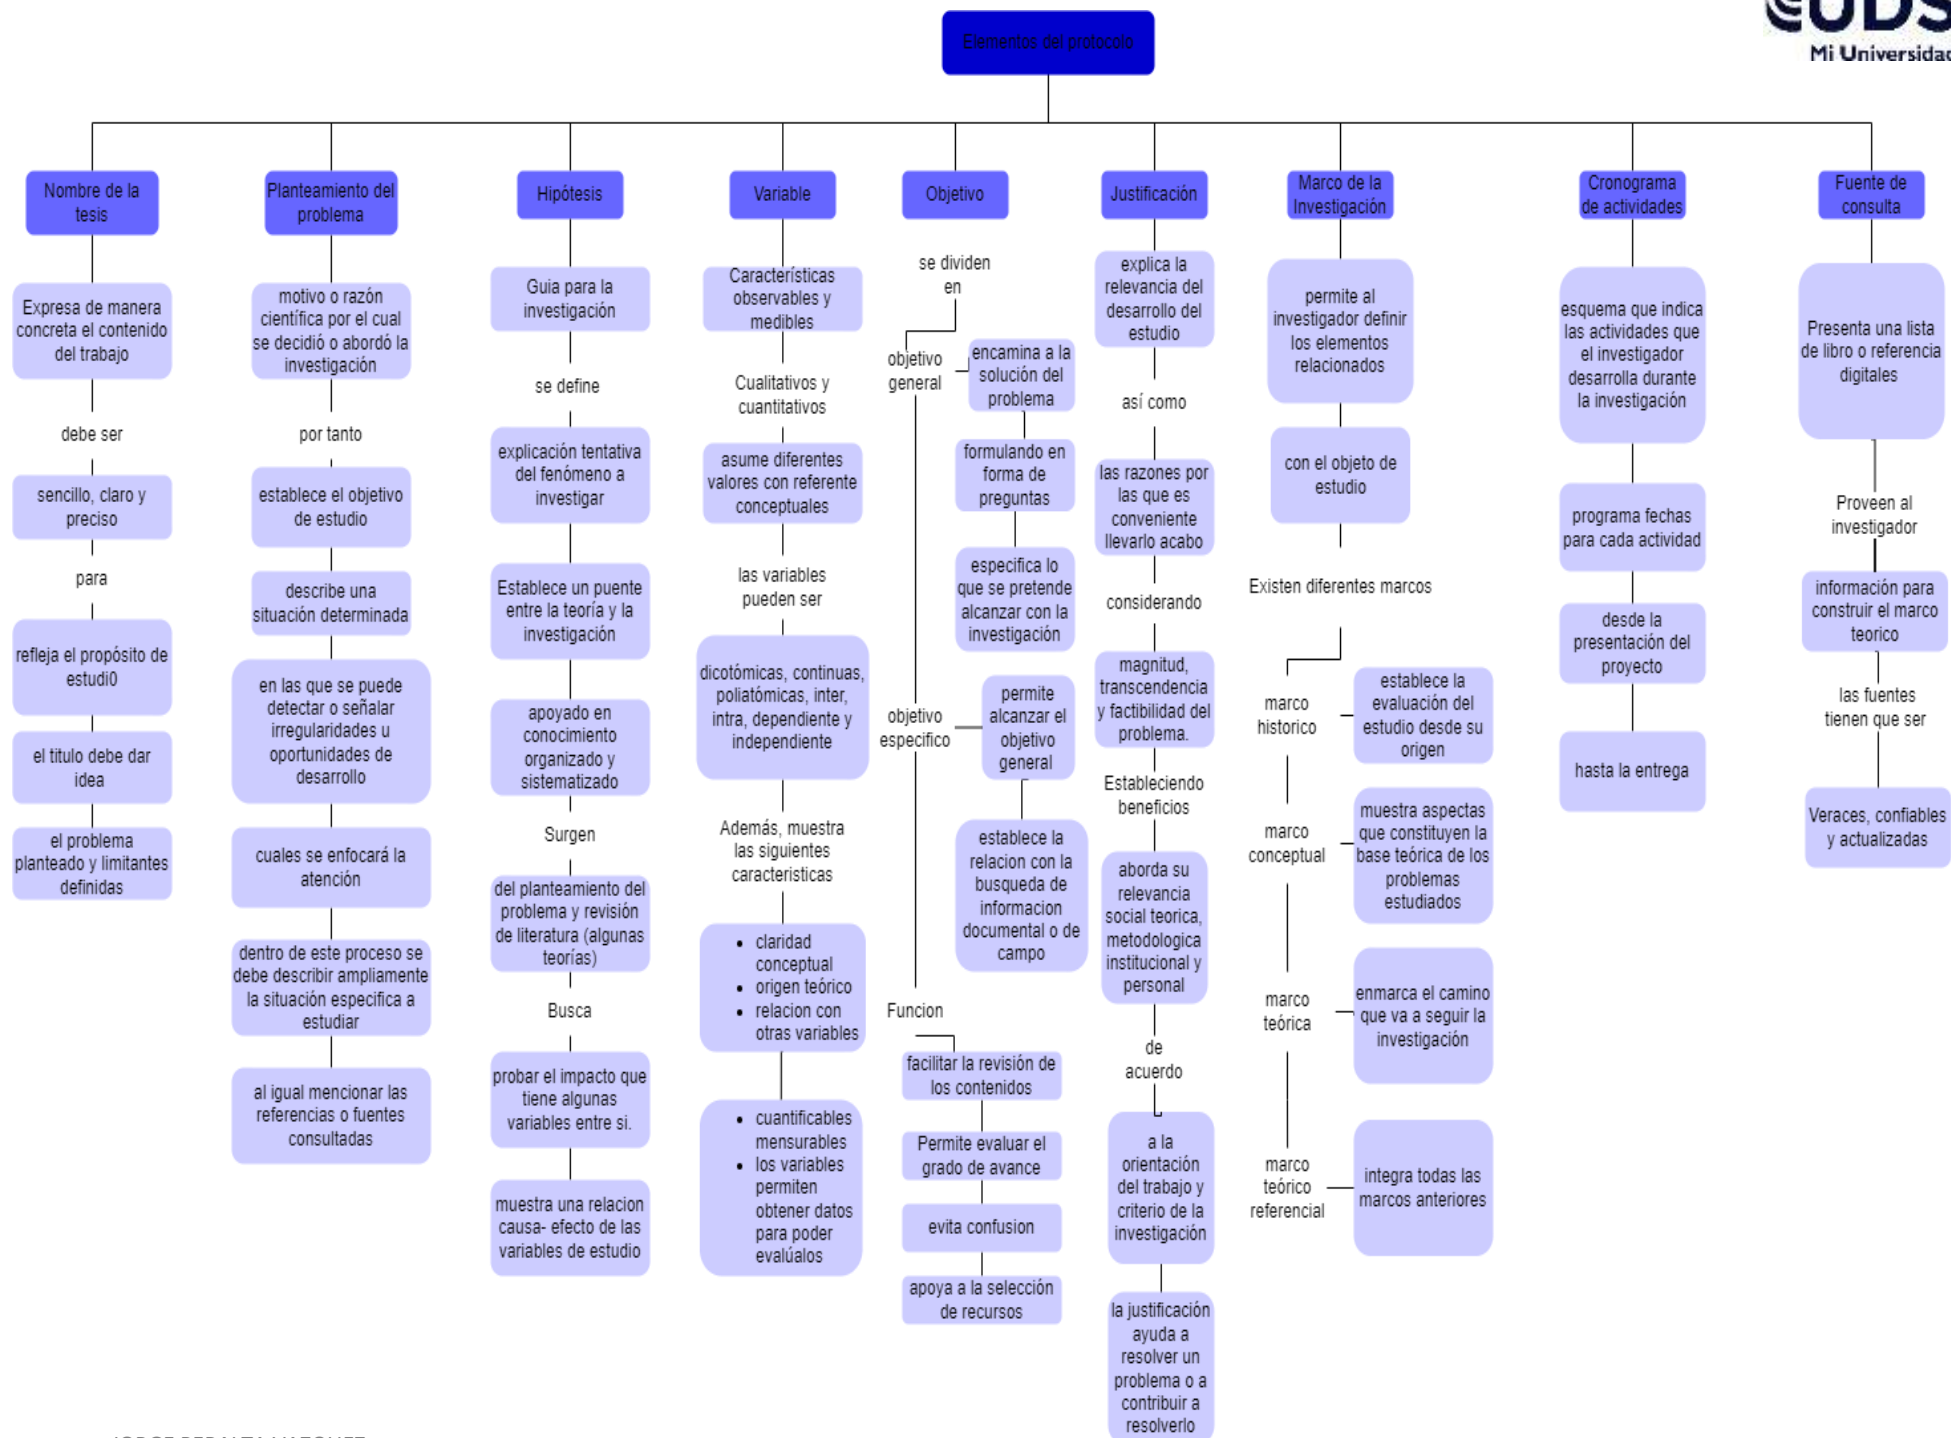 UDS
Mi Universidad
Elementos del protocolo
Nombre de la
tesis
Expresa de manera
concreta el contenido
del trabajo
debe ser
sencillo, claro y
preciso
para
refleja el propósito de
estudi0
el titulo debe dar
idea
el problema
planteado y limitantes
definidas
Planteamiento del
problema
motivo o razón
científica por el cual
se decidió o abordó la
investigación
por tanto
establece el objetivo
de estudio
describe una
situación determinada
en las que se puede
detectar o señalar
irregularidades u
oportunidades de
desarrollo
cuales se enfocará la
atención
dentro de este proceso se
debe describir ampliamente
la situación especifica a
estudiar
al igual mencionar las
referencias o fuentes
consultadas
Hipótesis
Guia para la
investigación
se define
explicación tentativa
del fenómeno a
investigar
Establece un puente
entre la teoría y la
investigación
apoyado en
conocimiento
organizado y
sistematizado
Surgen
del planteamiento del
problema y revisión
de literatura (algunas
teorías)
Busca
probar el impacto que
tiene algunas
variables entre si.
muestra una relacion
causa- efecto de las
variables de estudio
Variable
Características
observables y
medibles
Cualitativos y
cuantitativos
asume diferentes
valores con referente
conceptuales
las variables
pueden ser
dicotómicas, continuas,
poliatómicas, inter,
intra, dependiente y
independiente
Además, muestra
las siguientes
caracteristicas
• claridad
conceptual
• origen teórico
• relacion con
otras variables
• cuantificables
mensurables
• los variables
permiten
obtener datos
para poder
evalúalos
Objetivo
se dividen
en
objetivo
general
encamina a la
solución del
problema
formulando en
forma de
preguntas
especifica lo
que se pretende
alcanzar con la
investigación
objetivo
especifico
permite
alcanzar el
objetivo
general
establece la
relacion con la
busqueda de
informacion
documental o de
campo
Funcion
facilitar la revisión de
los contenidos
Permite evaluar el
grado de avance
evita confusion
apoya a la selección
de recursos
Justificación
explica la
relevancia del
desarrollo del
estudio
así como
las razones por
las que es
conveniente
llevarlo acabo
considerando
magnitud,
transcendencia
y factibilidad del
problema.
Estableciendo
beneficios
aborda su
relevancia
social teorica,
metodologica
institucional y
personal
de
acuerdo
a la
orientación
del trabajo y
criterio de la
investigación
la justificación
ayuda a
resolver un
problema o a
contribuir a
resolverlo
Marco de la
Investigación
permite al
investigador definir
los elementos
relacionados
con el objeto de
estudio
Existen diferentes marcos
marco
historico
establece la
evaluación del
estudio desde su
origen
marco
conceptual
muestra aspectas
que constituyen la
base teórica de los
problemas
estudiados
marco
teórica
enmarca el camino
que va a seguir la
investigación
marco
teórico
referencial
integra todas las
marcos anteriores
Cronograma
de actividades
esquema que indica
las actividades que
el investigador
desarrolla durante
la investigación
programa fechas
para cada actividad
desde la
presentación del
proyecto
hasta la entrega
Fuente de
consulta
Presenta una lista
de libro o referencia
digitales
Proveen al
investigador
información para
construir el marco
teorico
las fuentes
tienen que ser
Veraces, confiables
y actualizadas